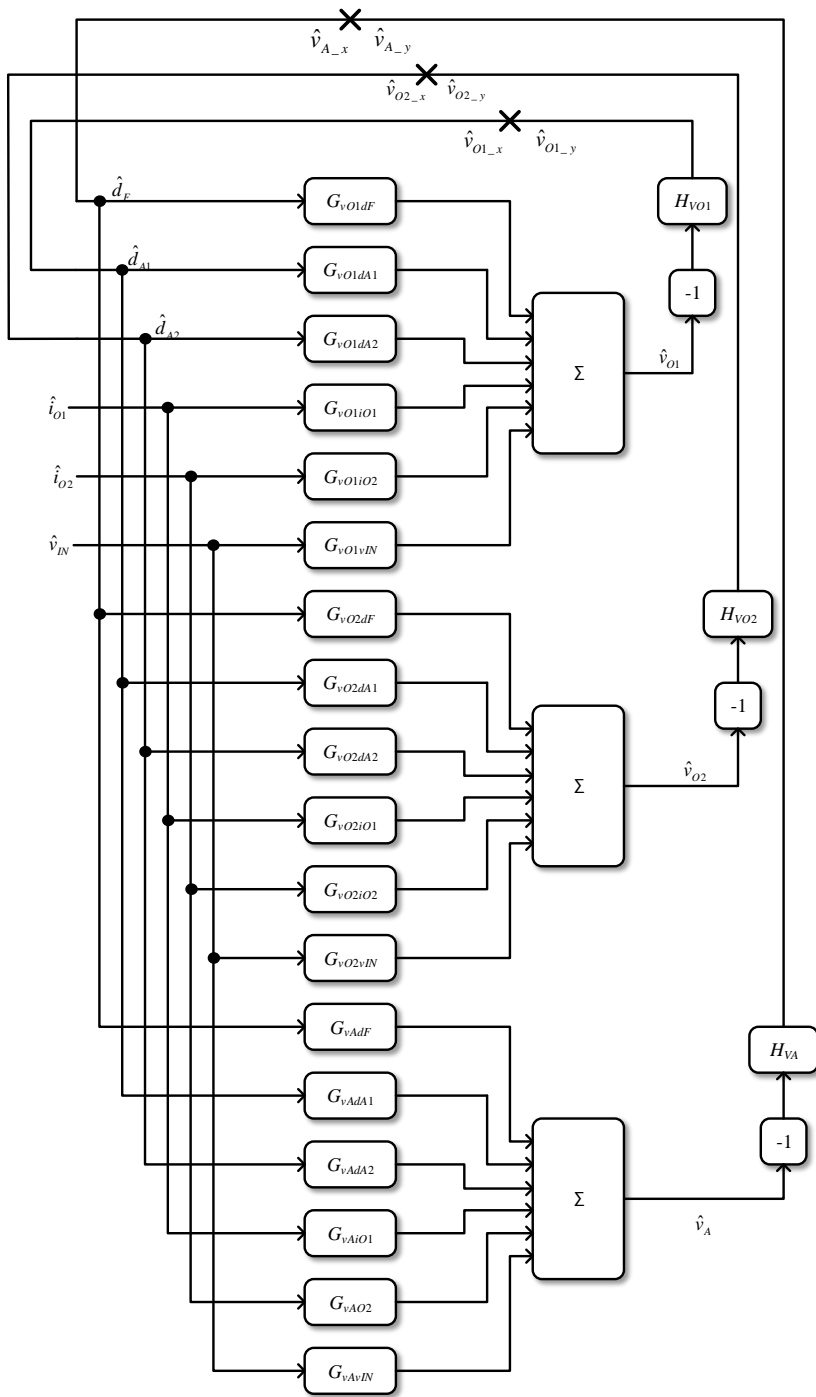 v̂A_x v̂A_y
v̂O2_x v̂O2_y
v̂O1_x v̂O1_y
d̂F
GvO1dF
HVO1
d̂A1
GvO1dA1
-1
d̂A2
GvO1dA2
Σ
v̂O1
îO1
GvO1iO1
îO2
GvO1iO2
v̂IN
GvO1vIN
GvO2dF
HVO2
GvO2dA1
-1
GvO2dA2
Σ
v̂O2
GvO2iO1
GvO2iO2
GvO2vIN
GvAdF
HVA
GvAdA1
-1
GvAdA2
Σ
v̂A
GvAiO1
GvAO2
GvAvIN